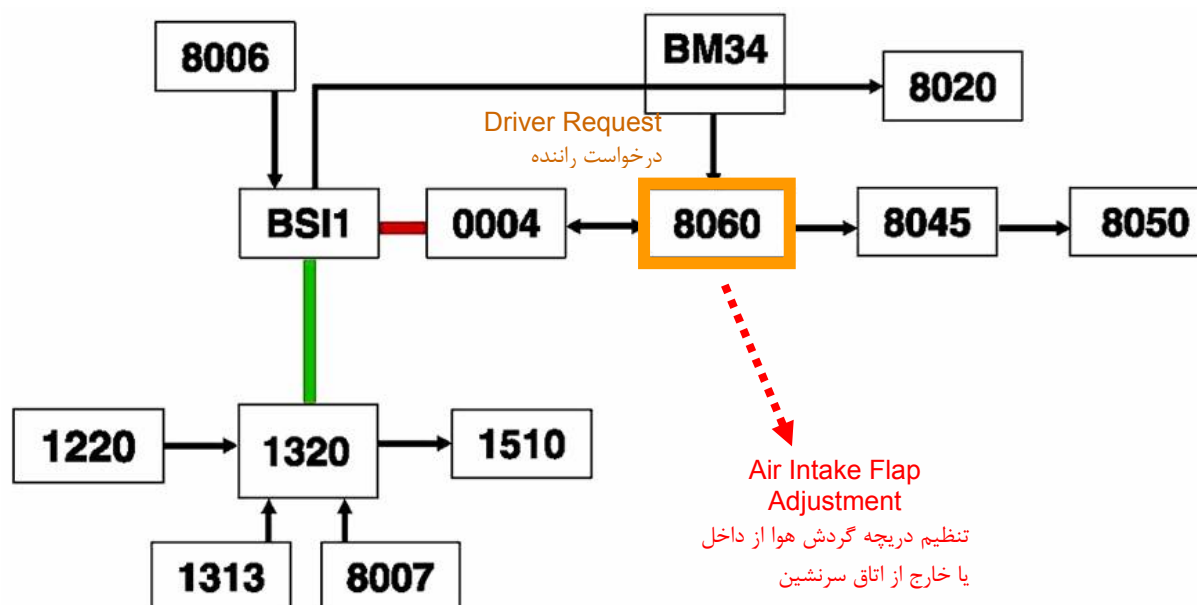 8006
BM34
8020
Driver Request
درخواست راننده
BSI1
0004
8060
8045
8050
1220
1320
1510
Air Intake Flap
Adjustment
تنظیم دریچه گردش هوا از داخل
یا خارج از اتاق سرنشین
1313
8007